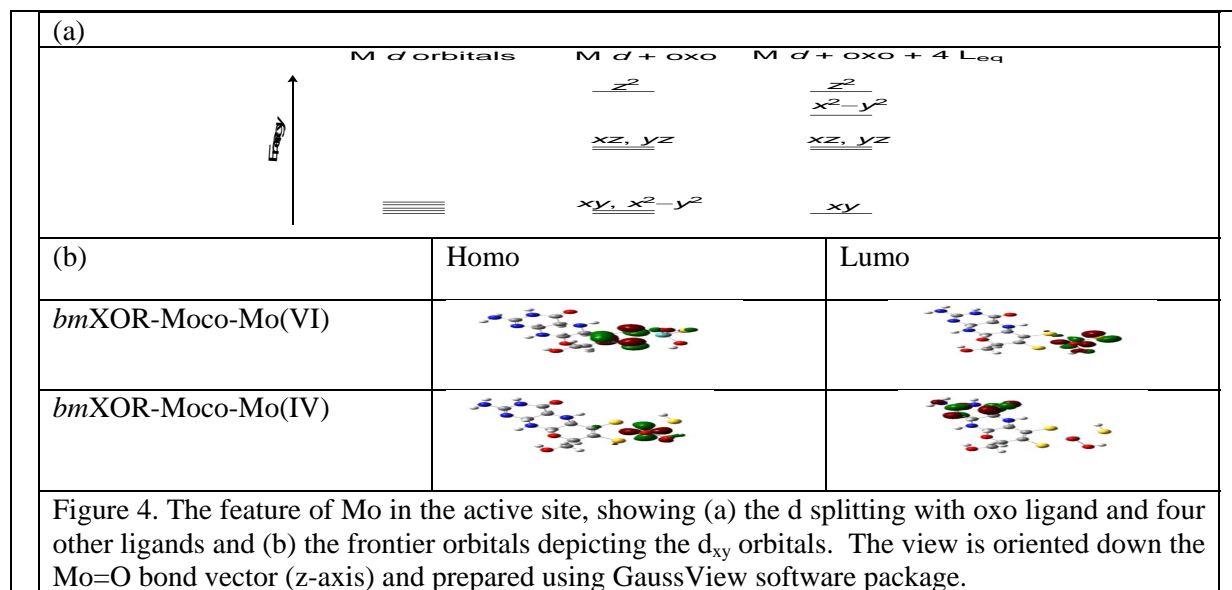 (a)
M d orbitals M d + oxo M d + oxo + 4 Leq
z² z²
x²−y²
xz, yz xz, yz
xy, x²−y² xy
(b) Homo Lumo
bmXOR-Moco-Mo(VI)
bmXOR-Moco-Mo(IV)
Figure 4. The feature of Mo in the active site, showing (a) the d splitting with oxo ligand and four
other ligands and (b) the frontier orbitals depicting the dxy orbitals. The view is oriented down the
Mo=O bond vector (z-axis) and prepared using GaussView software package.